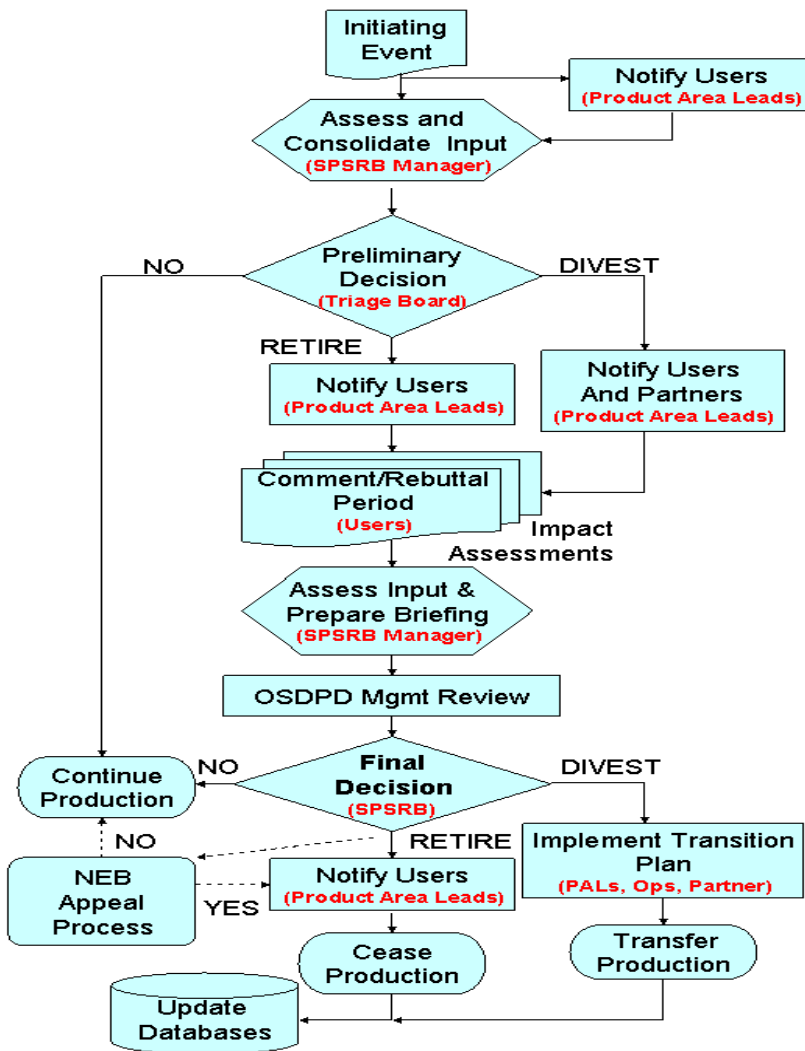 Initiating
Event
Notify Users
(Product Area Leads)
Assess and
Consolidate Input
(SPSRB Manager)
NO
Preliminary
Decision
(Triage Board)
DIVEST
RETIRE
Notify Users
(Product Area Leads)
Notify Users
And Partners
(Product Area Leads)
Comment/Rebuttal
Period
(Users)
Impact
Assessments
Assess Input &
Prepare Briefing
(SPSRB Manager)
OSDPD Mgmt Review
Continue
Production
NO
Final
Decision
(SPSRB)
DIVEST
RETIRE
NO
NEB
Appeal
Process
YES
Notify Users
(Product Area Leads)
Implement Transition
Plan
(PALs, Ops, Partner)
Cease
Production
Transfer
Production
Update
Databases